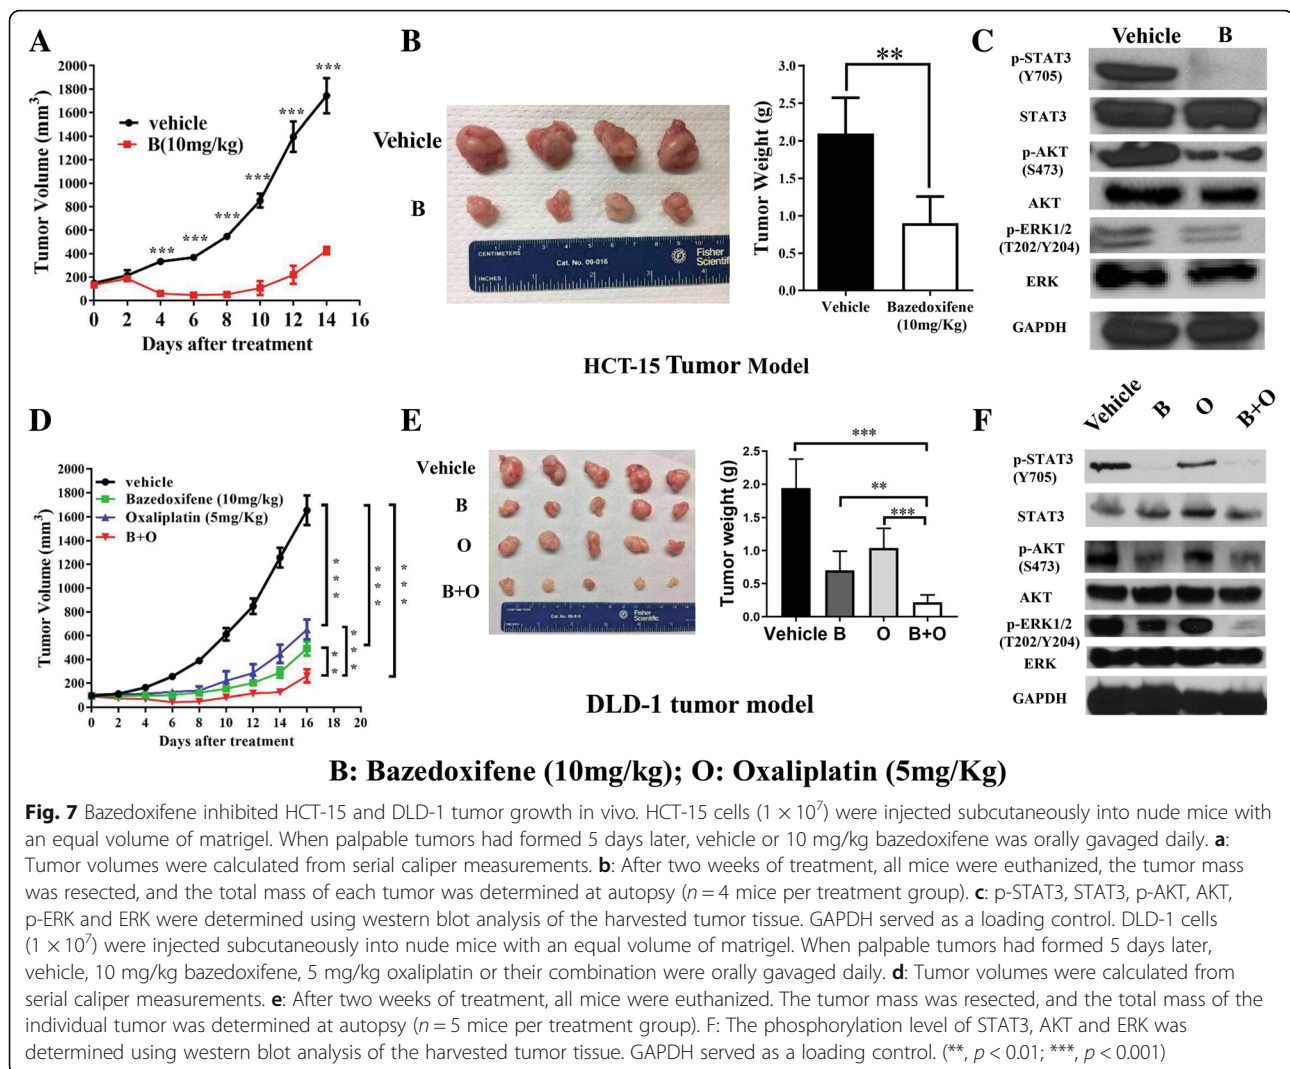 A
Tumor Volume (mm³)
2000
1800
1600
1400
1200
1000
800
600
400
200
0
vehicle
B(10mg/kg)
***
***
***
***
***
***
0 2 4 6 8 10 12 14 16
Days after treatment
B
Vehicle
B
CENTIMETERS
INCHES
Cat. No. 09-016
Fisher
Scientific
Tumor Weight (g)
3.0
2.5
2.0
1.5
1.0
0.5
0.0
**
Vehicle
Bazedoxifene
(10mg/Kg)
HCT-15 Tumor Model
C
Vehicle B
p-STAT3
(Y705)
STAT3
p-AKT
(S473)
AKT
p-ERK1/2
(T202/Y204)
ERK
GAPDH
D
Tumor Volume (mm³)
2000
1800
1600
1400
1200
1000
800
600
400
200
0
vehicle
Bazedoxifene (10mg/kg)
Oxaliplatin (5mg/Kg)
B+O
***
***
***
***
**
0 2 4 6 8 10 12 14 16 18 20
Days after treatment
E
Vehicle
B
O
B+O
Fisher
Scientific
Tumor weight (g)
2.5
2.0
1.5
1.0
0.5
0.0
***
**
***
Vehicle B O B+O
DLD-1 tumor model
F
Vehicle B O B+O
p-STAT3
(Y705)
STAT3
p-AKT
(S473)
AKT
p-ERK1/2
(T202/Y204)
ERK
GAPDH
B: Bazedoxifene (10mg/kg); O: Oxaliplatin (5mg/Kg)
Fig. 7 Bazedoxifene inhibited HCT-15 and DLD-1 tumor growth in vivo. HCT-15 cells (1 × 10⁷) were injected subcutaneously into nude mice with
an equal volume of matrigel. When palpable tumors had formed 5 days later, vehicle or 10 mg/kg bazedoxifene was orally gavaged daily. a:
Tumor volumes were calculated from serial caliper measurements. b: After two weeks of treatment, all mice were euthanized, the tumor mass
was resected, and the total mass of each tumor was determined at autopsy (n = 4 mice per treatment group). c: p-STAT3, STAT3, p-AKT, AKT,
p-ERK and ERK were determined using western blot analysis of the harvested tumor tissue. GAPDH served as a loading control. DLD-1 cells
(1 × 10⁷) were injected subcutaneously into nude mice with an equal volume of matrigel. When palpable tumors had formed 5 days later,
vehicle, 10 mg/kg bazedoxifene, 5 mg/kg oxaliplatin or their combination were orally gavaged daily. d: Tumor volumes were calculated from
serial caliper measurements. e: After two weeks of treatment, all mice were euthanized. The tumor mass was resected, and the total mass of the
individual tumor was determined at autopsy (n = 5 mice per treatment group). F: The phosphorylation level of STAT3, AKT and ERK was
determined using western blot analysis of the harvested tumor tissue. GAPDH served as a loading control. (**, p < 0.01; ***, p < 0.001)